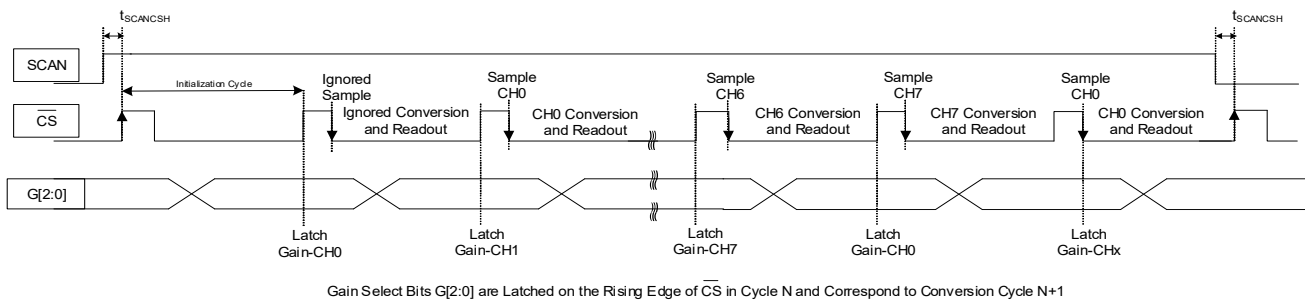 tSCANCSH
tSCANCSH
SCAN
Initialization Cycle
Ignored
Sample
Sample
CH0
Sample
CH6
Sample
CH7
Sample
CH0
CS
Ignored Conversion
and Readout
CH0 Conversion
and Readout
CH6 Conversion
and Readout
CH7 Conversion
and Readout
CH0 Conversion
and Readout
G[2:0]
Latch
Gain-CH0
Latch
Gain-CH1
Latch
Gain-CH7
Latch
Gain-CH0
Latch
Gain-CHx
Gain Select Bits G[2:0] are Latched on the Rising Edge of CS in Cycle N and Correspond to Conversion Cycle N+1